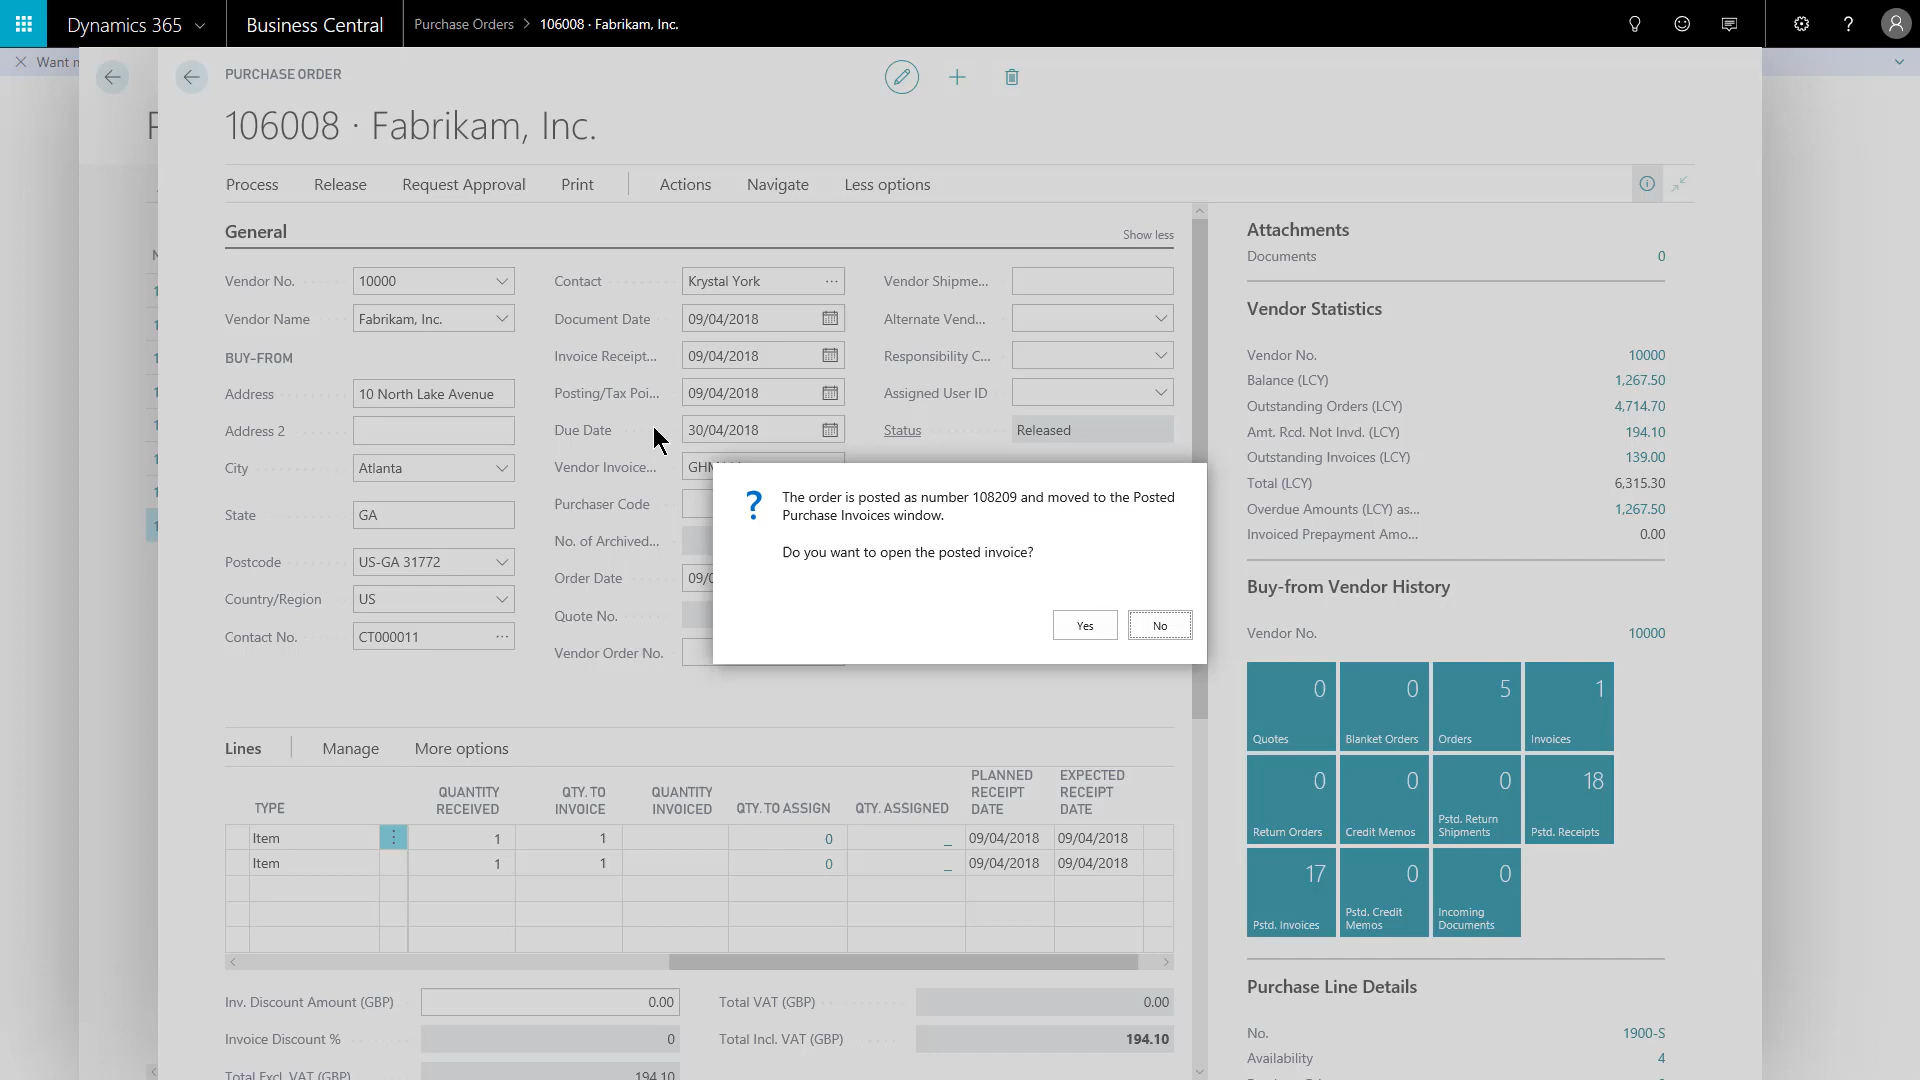 Dynamics 365
Business Central
Purchase Orders > 106008 · Fabrikam, Inc.
Want
PURCHASE ORDER
106008 · Fabrikam, Inc.
Process Release Request Approval Print Actions Navigate Less options
General
Show less
Vendor No. 10000
Vendor Name Fabrikam, Inc.
BUY-FROM
Address 10 North Lake Avenue
Address 2
City Atlanta
State GA
Postcode US-GA 31772
Country/Region US
Contact No. CT000011
Contact Krystal York
Document Date 09/04/2018
Invoice Receipt... 09/04/2018
Posting/Tax Poi... 09/04/2018
Due Date 30/04/2018
Vendor Invoice...
Purchaser Code
No. of Archived...
Order Date
Quote No.
Vendor Order No.
Vendor Shipme...
Alternate Vend...
Responsibility C...
Assigned User ID
Status Released
?
The order is posted as number 108209 and moved to the Posted
Purchase Invoices window.
Do you want to open the posted invoice?
Yes No
Lines Manage More options
TYPE
QUANTITY
RECEIVED
QTY. TO
INVOICE
QUANTITY
INVOICED
QTY. TO ASSIGN
QTY. ASSIGNED
PLANNED
RECEIPT
DATE
EXPECTED
RECEIPT
DATE
Item 1 1 0 _ 09/04/2018 09/04/2018
Item 1 1 0 _ 09/04/2018 09/04/2018
Inv. Discount Amount (GBP) 0.00
Invoice Discount % 0
Total Excl. VAT (GBP) 194.10
Total VAT (GBP) 0.00
Total Incl. VAT (GBP) 194.10
Attachments
Documents 0
Vendor Statistics
Vendor No. 10000
Balance (LCY) 1,267.50
Outstanding Orders (LCY) 4,714.70
Amt. Rcd. Not Invd. (LCY) 194.10
Outstanding Invoices (LCY) 139.00
Total (LCY) 6,315.30
Overdue Amounts (LCY) as... 1,267.50
Invoiced Prepayment Amo... 0.00
Buy-from Vendor History
Vendor No. 10000
0
Quotes
0
Blanket Orders
5
Orders
1
Invoices
0
Return Orders
0
Credit Memos
0
Pstd. Return
Shipments
18
Pstd. Receipts
17
Pstd. Invoices
0
Pstd. Credit
Memos
0
Incoming
Documents
Purchase Line Details
No. 1900-S
Availability 4